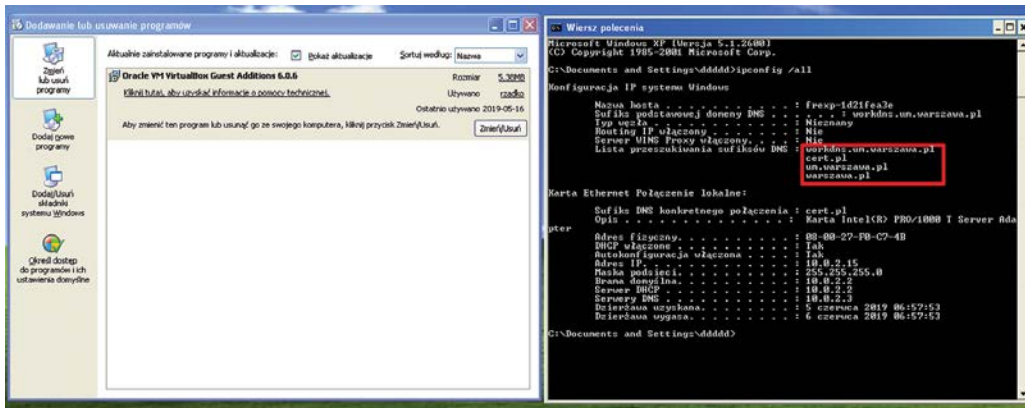 Dodawanie lub usuwanie programów
Zmień lub usuń programy
Dodaj nowe programy
Dodaj/Usuń składniki systemu Windows
Określ dostęp do programów i ich ustawienia domyślne
Aktualnie zainstalowane programy i aktualizacje:
Pokaż aktualizacje
Sortuj według:
Nazwa
Oracle VM VirtualBox Guest Additions 6.0.6
Rozmiar 5.30MB
Kliknij tutaj, aby uzyskać informacje o pomocy technicznej.
Używano rzadko
Ostatnio używano 2019-05-16
Aby zmienić ten program lub usunąć go ze swojego komputera, kliknij przycisk Zmień/Usuń.
Zmień/Usuń
Wiersz polecenia
Microsoft Windows XP [Wersja 5.1.2600]
(C) Copyright 1985-2001 Microsoft Corp.
C:\Documents and Settings\ddddd>ipconfig /all
Konfiguracja IP systemu Windows
Nazwa hosta . . . . . . . . . . . : frexp-1d21fea3e
Sufiks podstawowej domeny DNS . . . . . . : workdns.um.warszawa.pl
Typ węzła . . . . . . . . . . . . : Nieznany
Routing IP włączony . . . . . . . : Nie
Serwer WINS Proxy włączony. . . . : Nie
Lista przeszukiwania sufiksów DNS : workdns.um.warszawa.pl
cert.pl
um.warszawa.pl
warszawa.pl
Karta Ethernet Połączenie lokalne:
Sufiks DNS konkretnego połączenia : cert.pl
Opis . . . . . . . . . . . . . . : Karta Intel(R) PRO/1000 T Server Ada
pter
Adres fizyczny. . . . . . . . . . : 08-00-27-F0-C7-4B
DHCP włączone . . . . . . . . . . : Tak
Autokonfiguracja włączona . . . . : Tak
Adres IP. . . . . . . . . . . . . : 10.0.2.15
Maska podsieci. . . . . . . . . . : 255.255.255.0
Brama domyślna. . . . . . . . . . : 10.0.2.2
Serwer DHCP . . . . . . . . . . . : 10.0.2.2
Serwery DNS . . . . . . . . . . . : 10.0.2.3
Dzierżawa uzyskana. . . . . . . . : 5 czerwca 2019 06:57:53
Dzierżawa wygasa. . . . . . . . . : 6 czerwca 2019 06:57:53
C:\Documents and Settings\ddddd>